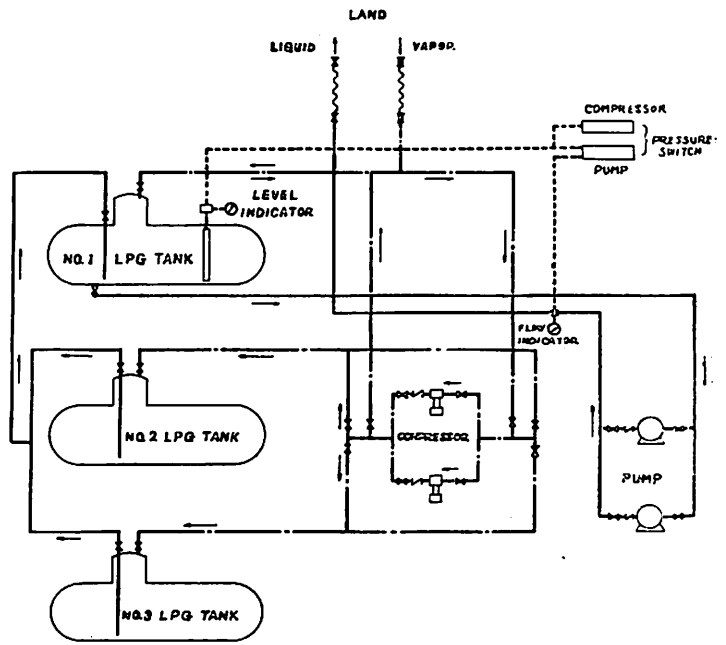 LAND
LIQUID
VAPOR.
COMPRESSOR
PRESSURE-
SWITCH
PUMP
LEVEL
INDICATOR
NO.1 LPG TANK
FLOW
INDICATOR
NO.2 LPG TANK
COMPRESSOR
PUMP
NO.3 LPG TANK